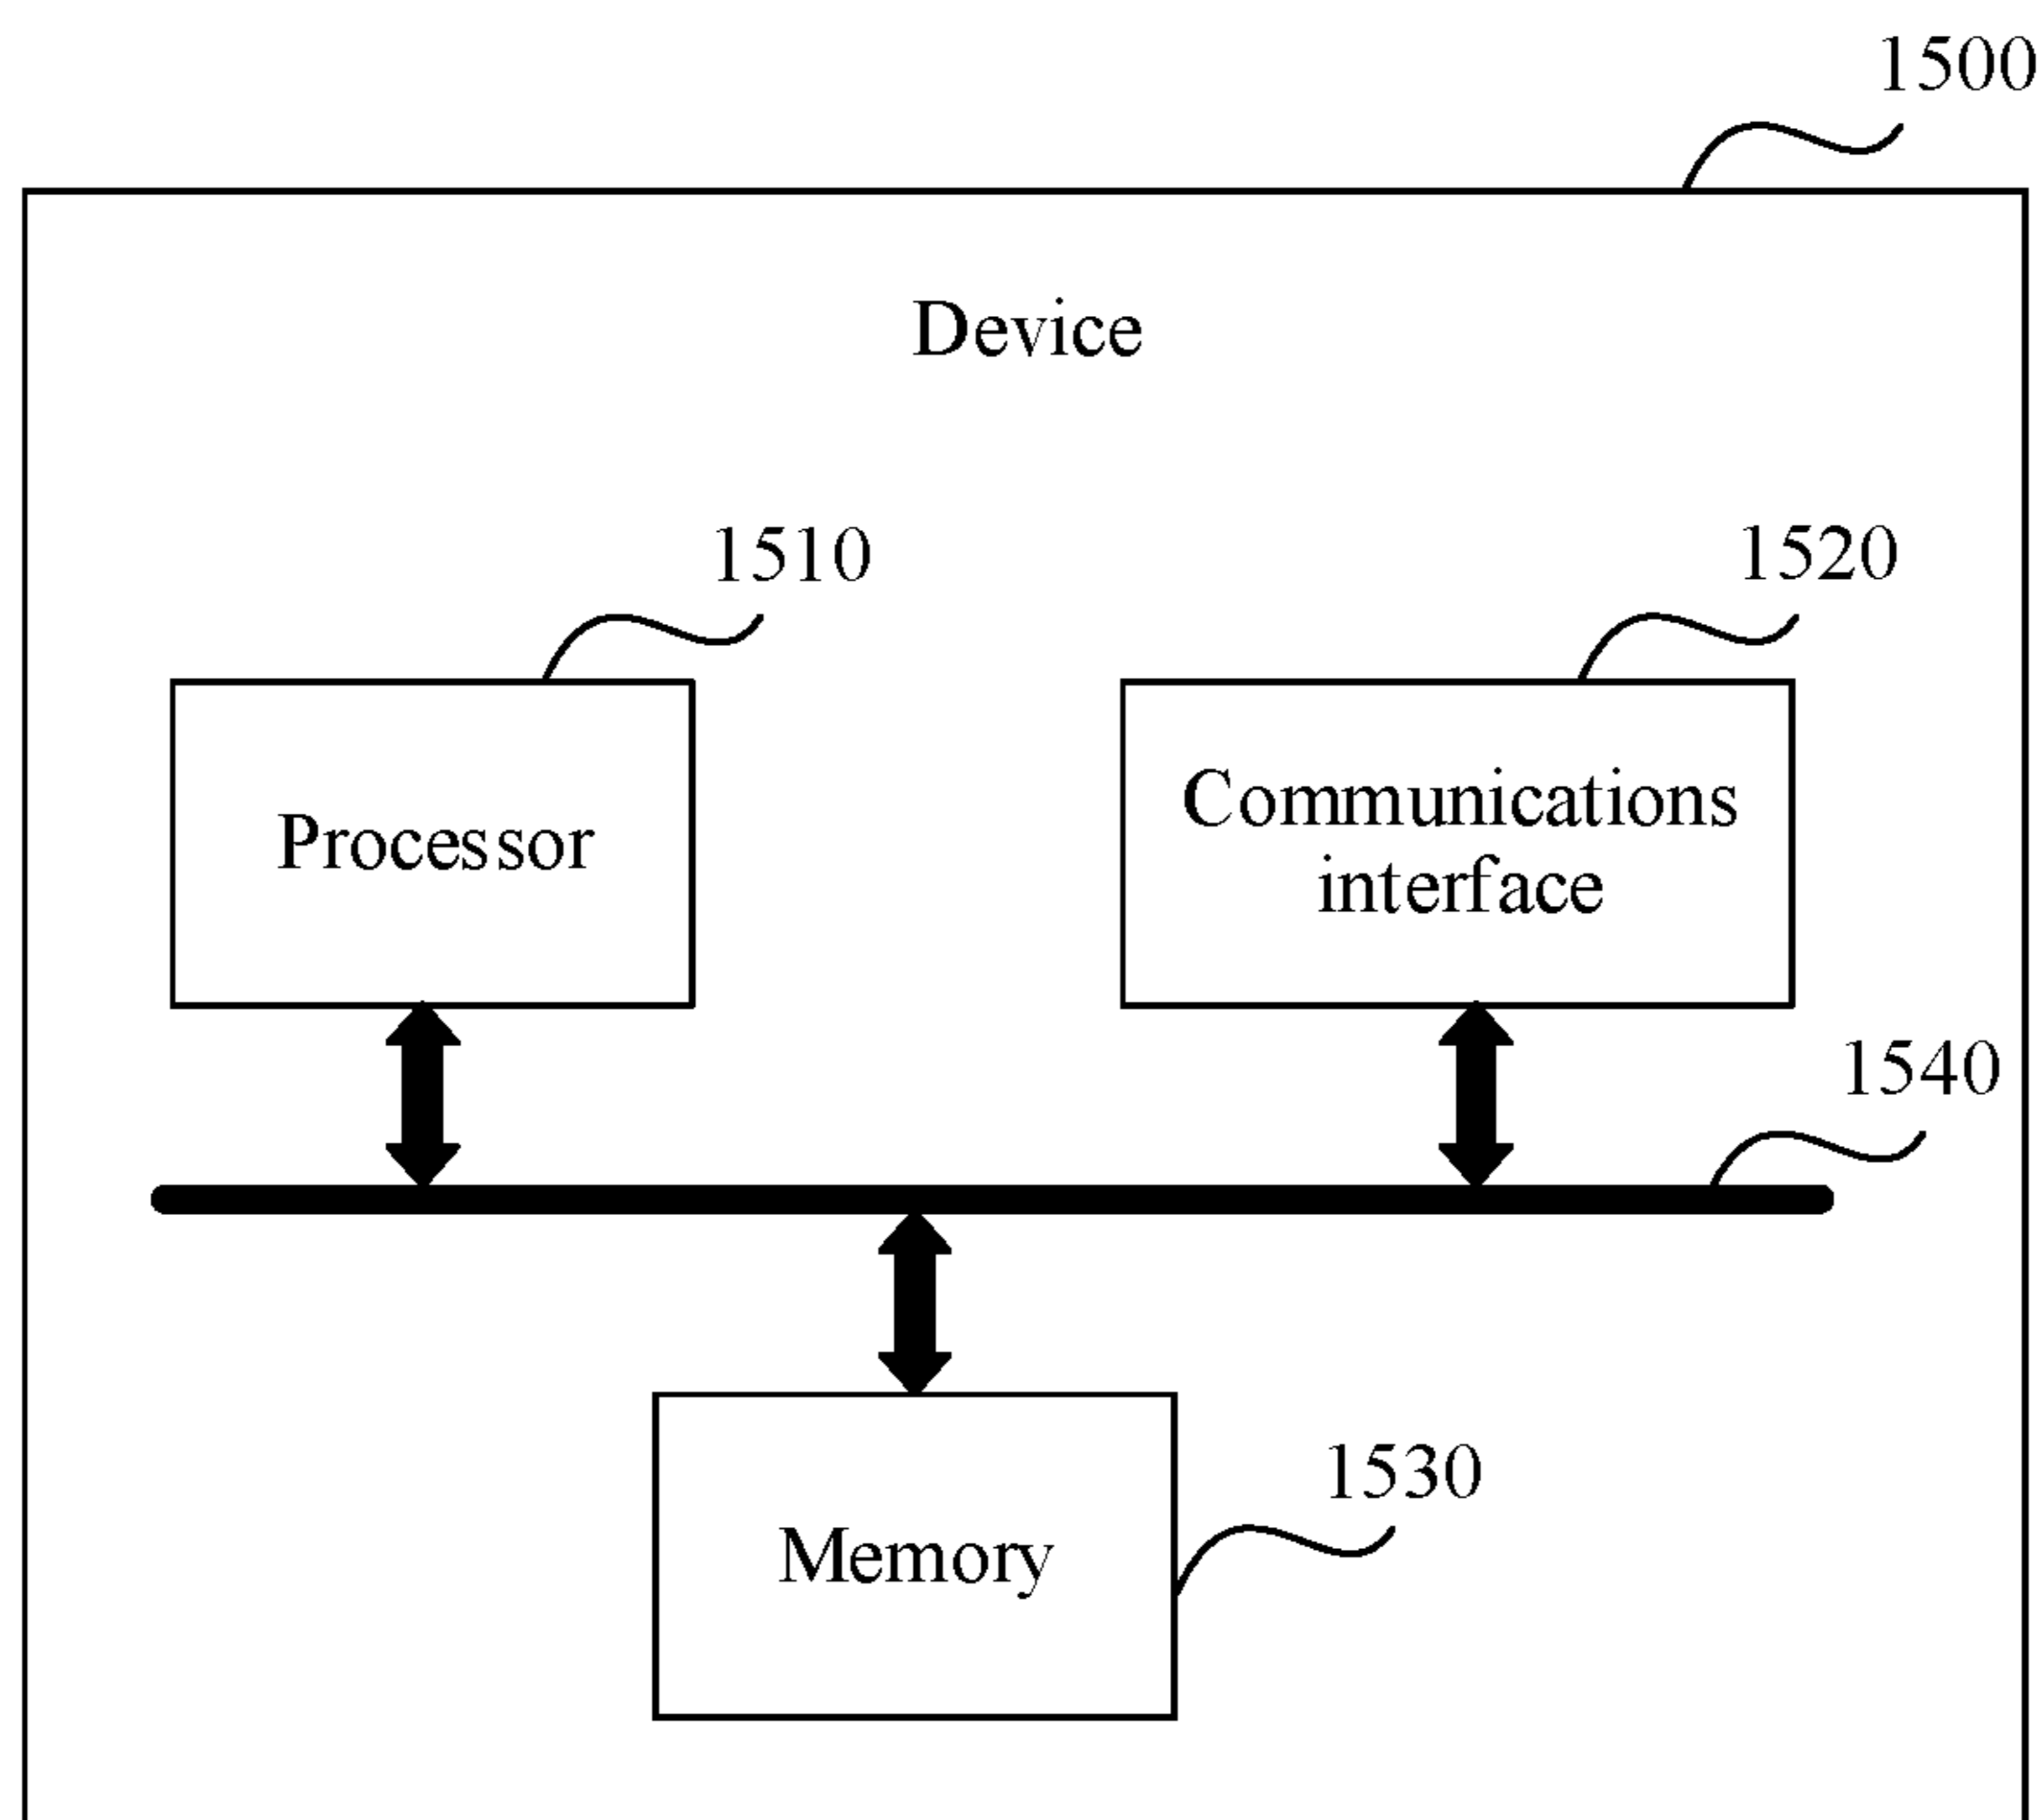 1500
Device
1510
1520
Processor
Communications
interface
1540
1530
Memory